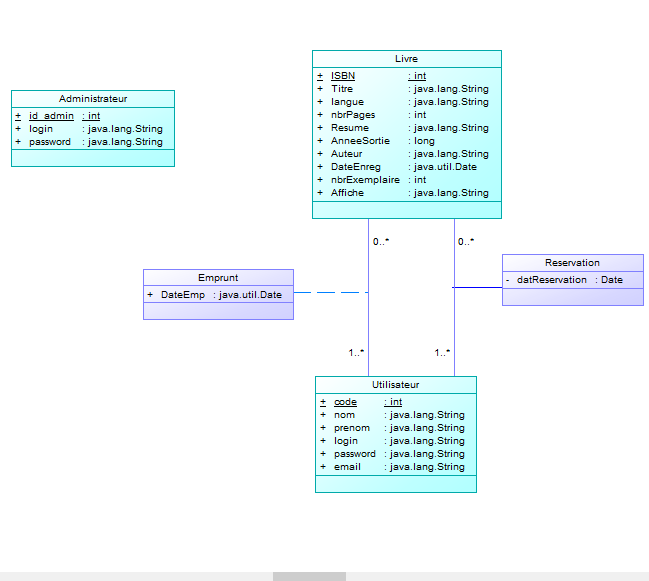 Administrateur
+ id_admin : int
+ login : java.lang.String
+ password : java.lang.String
Livre
+ ISBN : int
+ Titre : java.lang.String
+ langue : java.lang.String
+ nbrPages : int
+ Resume : java.lang.String
+ AnneeSortie : long
+ Auteur : java.lang.String
+ DateEnreg : java.util.Date
+ nbrExemplaire : int
+ Affiche : java.lang.String
0..*
0..*
Emprunt
+ DateEmp : java.util.Date
Reservation
- datReservation : Date
1..*
1..*
Utilisateur
+ code : int
+ nom : java.lang.String
+ prenom : java.lang.String
+ login : java.lang.String
+ password : java.lang.String
+ email : java.lang.String